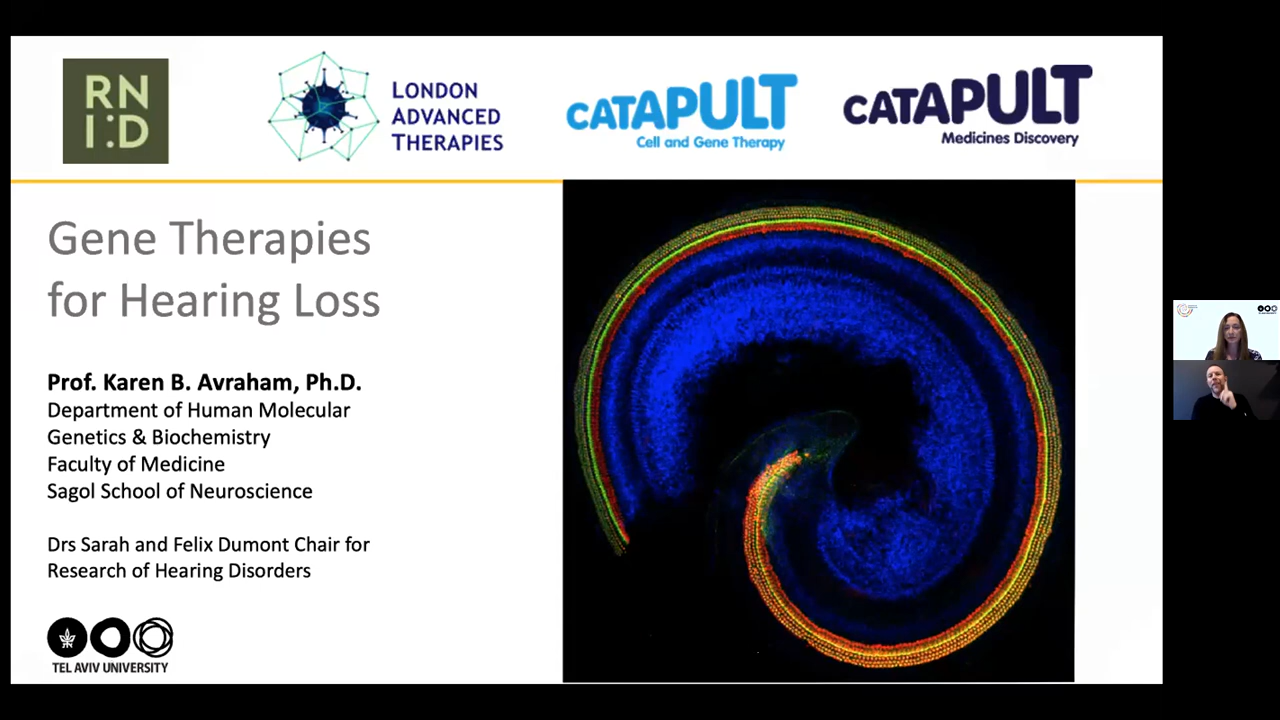 RN
I:D
LONDON
ADVANCED
THERAPIES
CATAPULT
Cell and Gene Therapy
CATAPULT
Medicines Discovery
Gene Therapies
for Hearing Loss
Prof. Karen B. Avraham, Ph.D.
Department of Human Molecular
Genetics & Biochemistry
Faculty of Medicine
Sagol School of Neuroscience
Drs Sarah and Felix Dumont Chair for
Research of Hearing Disorders
TEL AVIV UNIVERSITY